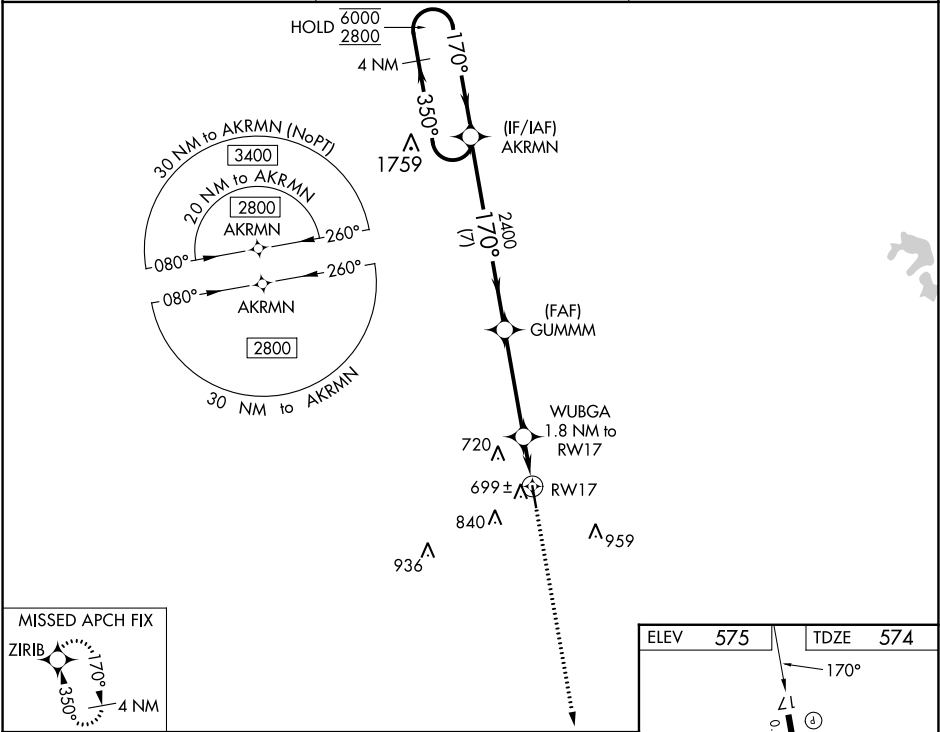 HOLD 6000
2800
4 NM
170°
350°
(IF/IAF)
AKRMN
1759
30 NM to AKRMN (NoPT)
3400
20 NM to AKRMN
2800
AKRMN
080°
260°
080°
260°
AKRMN
2800
30 NM to AKRMN
2400
170°
(7)
(FAF)
GUMMM
WUBGA
1.8 NM to
RW17
720
699±
RW17
840
959
936
MISSED APCH FIX
ZIRIB
170°
350°
4 NM
ELEV 575
TDZE 574
170°
17
P